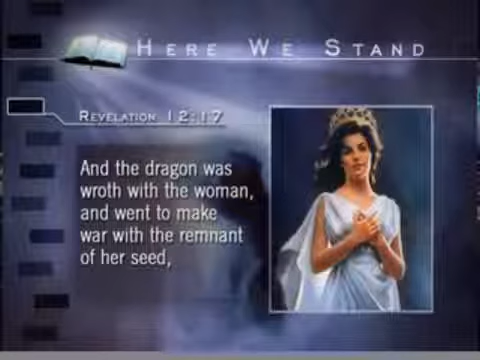 HERE WE STAND
REVELATION 12:17
And the dragon was
wroth with the woman,
and went to make
war with the remnant
of her seed,